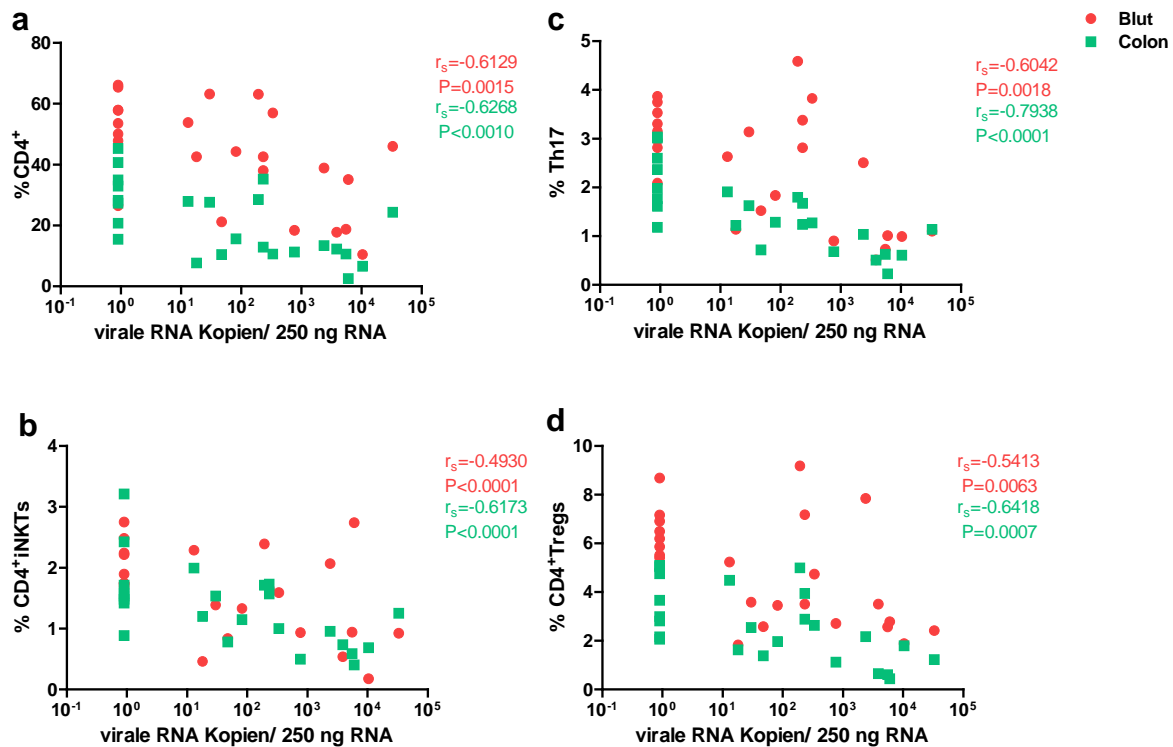 a
80
60
40
20
0
%CD4⁺
10⁻¹ 10⁰ 10¹ 10² 10³ 10⁴ 10⁵
virale RNA Kopien/ 250 ng RNA
rₛ=-0.6129
P=0.0015
rₛ=-0.6268
P<0.0010
c
5
4
3
2
1
0
% Th17
10⁻¹ 10⁰ 10¹ 10² 10³ 10⁴ 10⁵
virale RNA Kopien/ 250 ng RNA
rₛ=-0.6042
P=0.0018
rₛ=-0.7938
P<0.0001
Blut
Colon
b
4
3
2
1
0
% CD4⁺iNKTs
10⁻¹ 10⁰ 10¹ 10² 10³ 10⁴ 10⁵
virale RNA Kopien/ 250 ng RNA
rₛ=-0.4930
P<0.0001
rₛ=-0.6173
P<0.0001
d
10
8
6
4
2
0
% CD4⁺Tregs
10⁻¹ 10⁰ 10¹ 10² 10³ 10⁴ 10⁵
virale RNA Kopien/ 250 ng RNA
rₛ=-0.5413
P=0.0063
rₛ=-0.6418
P=0.0007